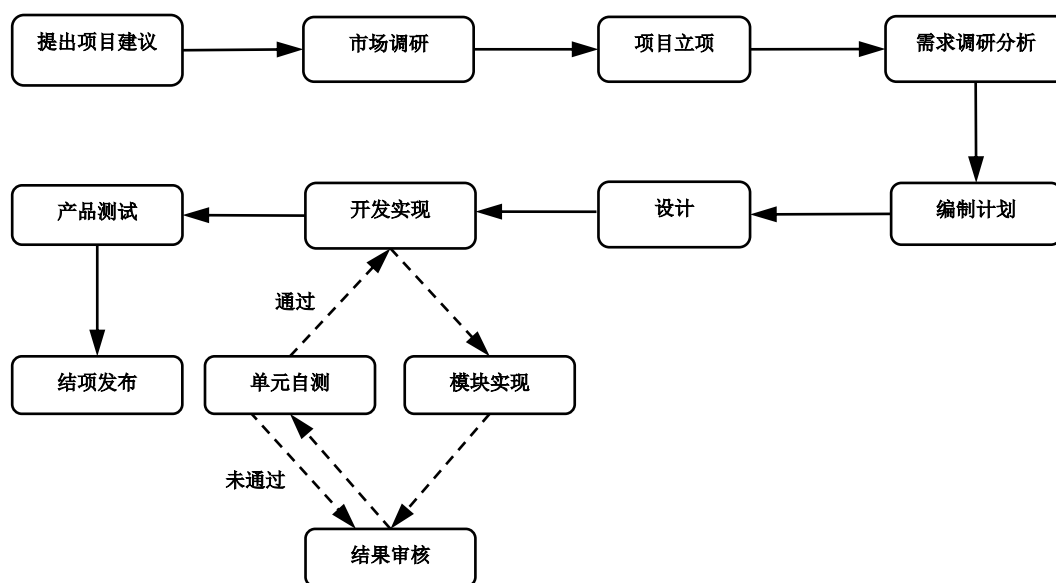 提出项目建议
市场调研
项目立项
需求调研分析
产品测试
开发实现
设计
编制计划
通过
结项发布
单元自测
模块实现
未通过
结果审核